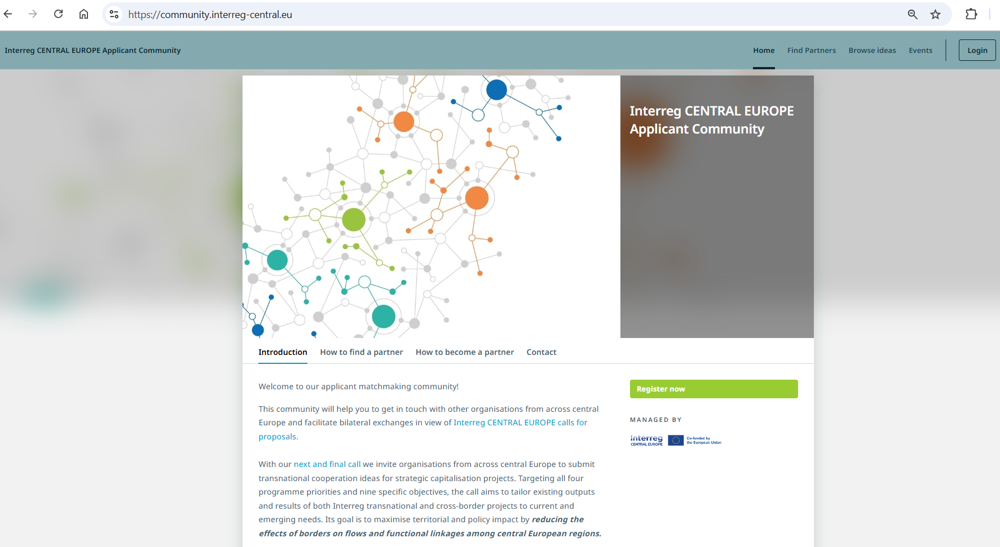 https://community.interreg-central.eu
Interreg CENTRAL EUROPE Applicant Community
Home
Find Partners
Browse ideas
Events
Login
Interreg CENTRAL EUROPE
Applicant Community
Introduction
How to find a partner
How to become a partner
Contact
Welcome to our applicant matchmaking community!
This community will help you to get in touch with other organisations from across central
Europe and facilitate bilateral exchanges in view of Interreg CENTRAL EUROPE calls for
proposals.
With our next and final call we invite organisations from across central Europe to submit
transnational cooperation ideas for strategic capitalisation projects. Targeting all four
programme priorities and nine specific objectives, the call aims to tailor existing outputs
and results of both Interreg transnational and cross-border projects to current and
emerging needs. Its goal is to maximise territorial and policy impact by reducing the
effects of borders on flows and functional linkages among central European regions.
Register now
MANAGED BY
Interreg
CENTRAL EUROPE
Co-funded by
the European Union